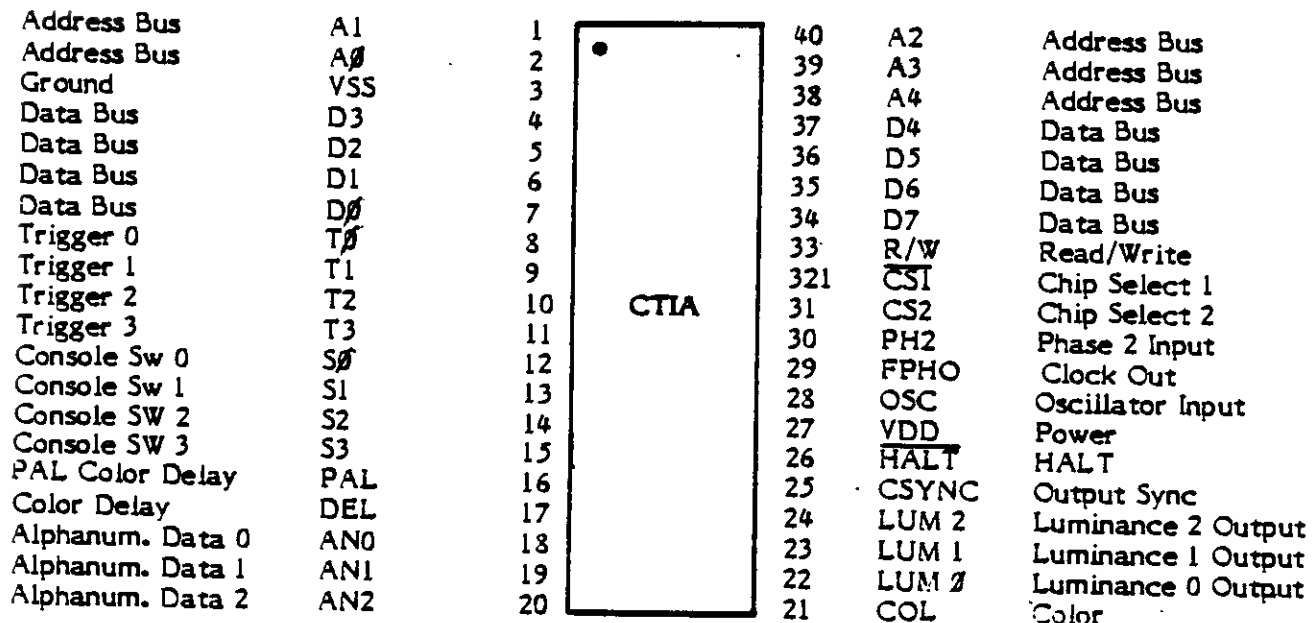 Address Bus A1 1 40 A2 Address Bus
Address Bus AØ 2 39 A3 Address Bus
Ground VSS 3 38 A4 Address Bus
Data Bus D3 4 37 D4 Data Bus
Data Bus D2 5 36 D5 Data Bus
Data Bus D1 6 35 D6 Data Bus
Data Bus DØ 7 34 D7 Data Bus
Trigger 0 TØ 8 33 R/W Read/Write
Trigger 1 T1 9 321 CS1 Chip Select 1
Trigger 2 T2 10 CTIA 31 CS2 Chip Select 2
Trigger 3 T3 11 30 PH2 Phase 2 Input
Console Sw 0 SØ 12 29 FPHO Clock Out
Console Sw 1 S1 13 28 OSC Oscillator Input
Console SW 2 S2 14 27 VDD Power
Console SW 3 S3 15 26 HALT HALT
PAL Color Delay PAL 16 25 CSYNC Output Sync
Color Delay DEL 17 24 LUM 2 Luminance 2 Output
Alphanum. Data 0 AN0 18 23 LUM 1 Luminance 1 Output
Alphanum. Data 1 AN1 19 22 LUM Ø Luminance 0 Output
Alphanum. Data 2 AN2 20 21 COL Color